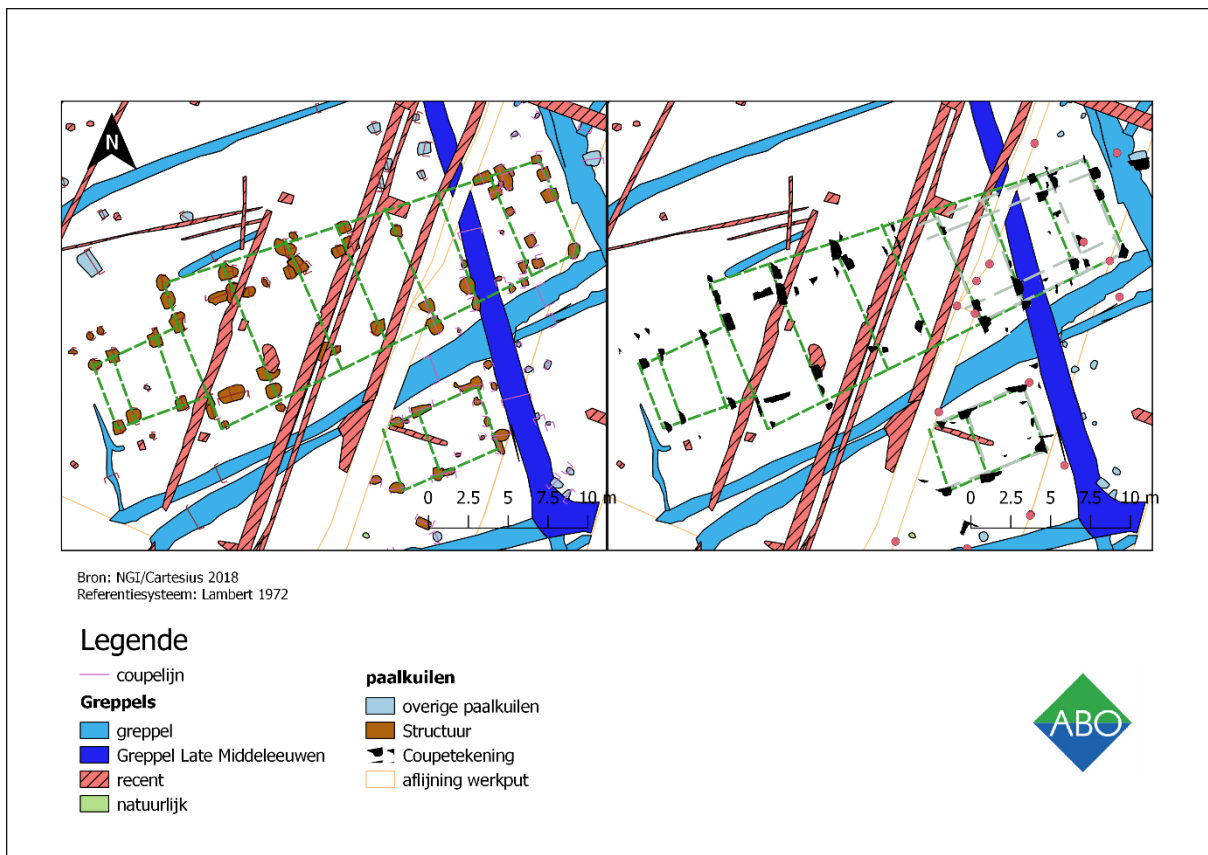 N
0 2.5 5 7.5 10 m
0 2.5 5 7.5 10 m
Bron: NGI/Cartesius 2018
Referentiesysteem: Lambert 1972
Legende
coupelijn
Greppels
greppel
Greppel Late Middeleeuwen
recent
natuurlijk
paalkuilen
overige paalkuilen
Structuur
Coupetekening
aflijning werkput
ABO